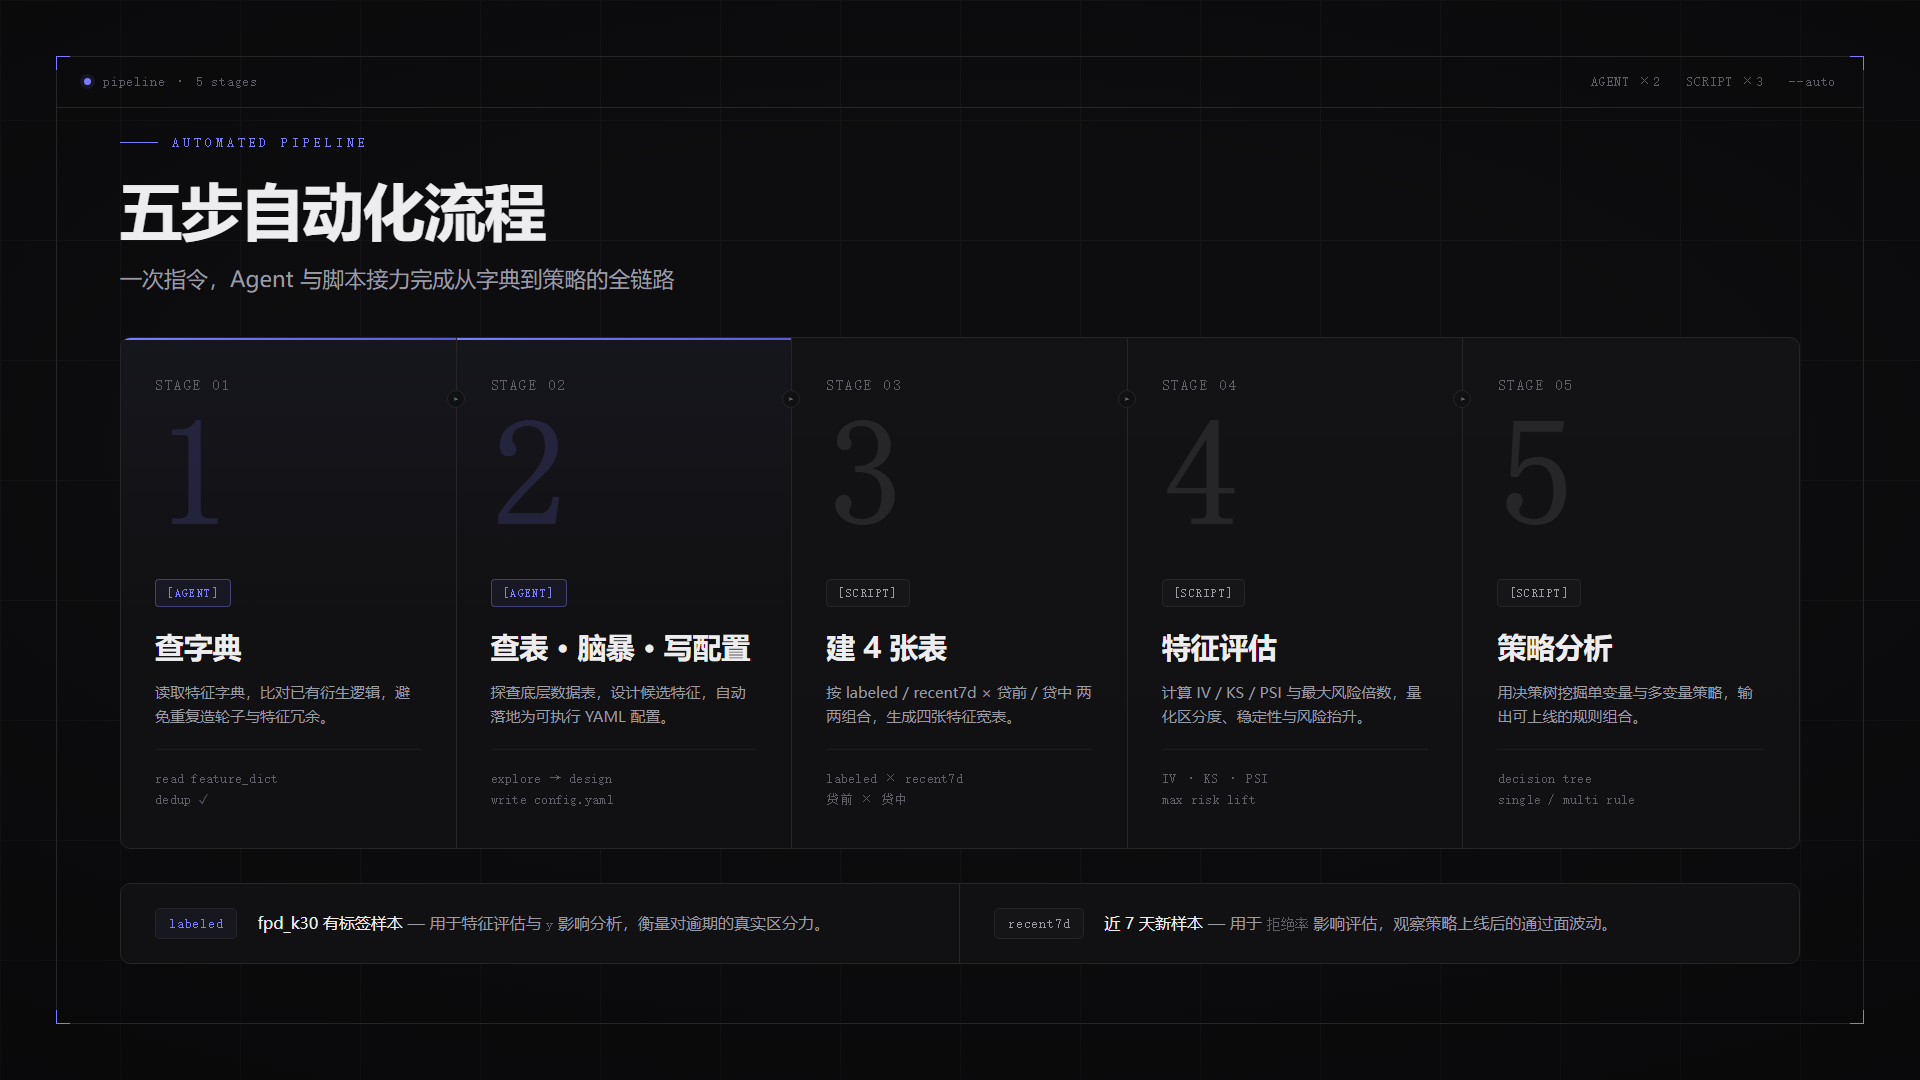 pipeline · 5 stages
AGENT ×2 SCRIPT ×3 --auto
AUTOMATED PIPELINE
五步自动化流程
一次指令，Agent 与脚本接力完成从字典到策略的全链路
STAGE 01
1
[AGENT]
查字典
读取特征字典，比对已有衍生逻辑，避
免重复造轮子与特征冗余。
read feature_dict
dedup ✓
STAGE 02
2
[AGENT]
查表 • 脑暴 • 写配置
探查底层数据表，设计候选特征，自动
落地为可执行 YAML 配置。
explore → design
write config.yaml
STAGE 03
3
[SCRIPT]
建 4 张表
按 labeled / recent7d × 贷前 / 贷中 两
两组合，生成四张特征宽表。
labeled × recent7d
贷前 × 贷中
STAGE 04
4
[SCRIPT]
特征评估
计算 IV / KS / PSI 与最大风险倍数，量
化区分度、稳定性与风险抬升。
IV · KS · PSI
max risk lift
STAGE 05
5
[SCRIPT]
策略分析
用决策树挖掘单变量与多变量策略，输
出可上线的规则组合。
decision tree
single / multi rule
labeled fpd_k30 有标签样本 — 用于特征评估与 y 影响分析，衡量对逾期的真实区分力。
recent7d 近 7 天新样本 — 用于 拒绝率 影响评估，观察策略上线后的通过面波动。